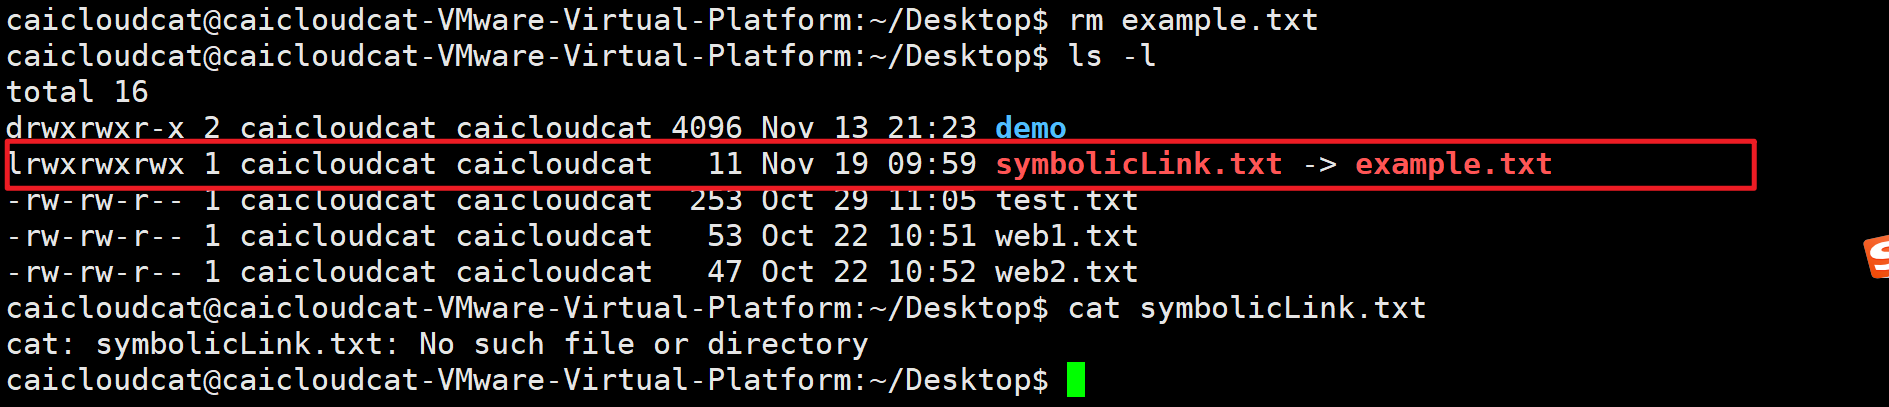 caicloudcat@caicloudcat-VMware-Virtual-Platform:~/Desktop$ rm example.txt
caicloudcat@caicloudcat-VMware-Virtual-Platform:~/Desktop$ ls -l
total 16
drwxrwxr-x 2 caicloudcat caicloudcat 4096 Nov 13 21:23 demo
lrwxrwxrwx 1 caicloudcat caicloudcat   11 Nov 19 09:59 symbolicLink.txt -> example.txt
-rw-rw-r-- 1 caicloudcat caicloudcat  253 Oct 29 11:05 test.txt
-rw-rw-r-- 1 caicloudcat caicloudcat   53 Oct 22 10:51 web1.txt
-rw-rw-r-- 1 caicloudcat caicloudcat   47 Oct 22 10:52 web2.txt
caicloudcat@caicloudcat-VMware-Virtual-Platform:~/Desktop$ cat symbolicLink.txt
cat: symbolicLink.txt: No such file or directory
caicloudcat@caicloudcat-VMware-Virtual-Platform:~/Desktop$